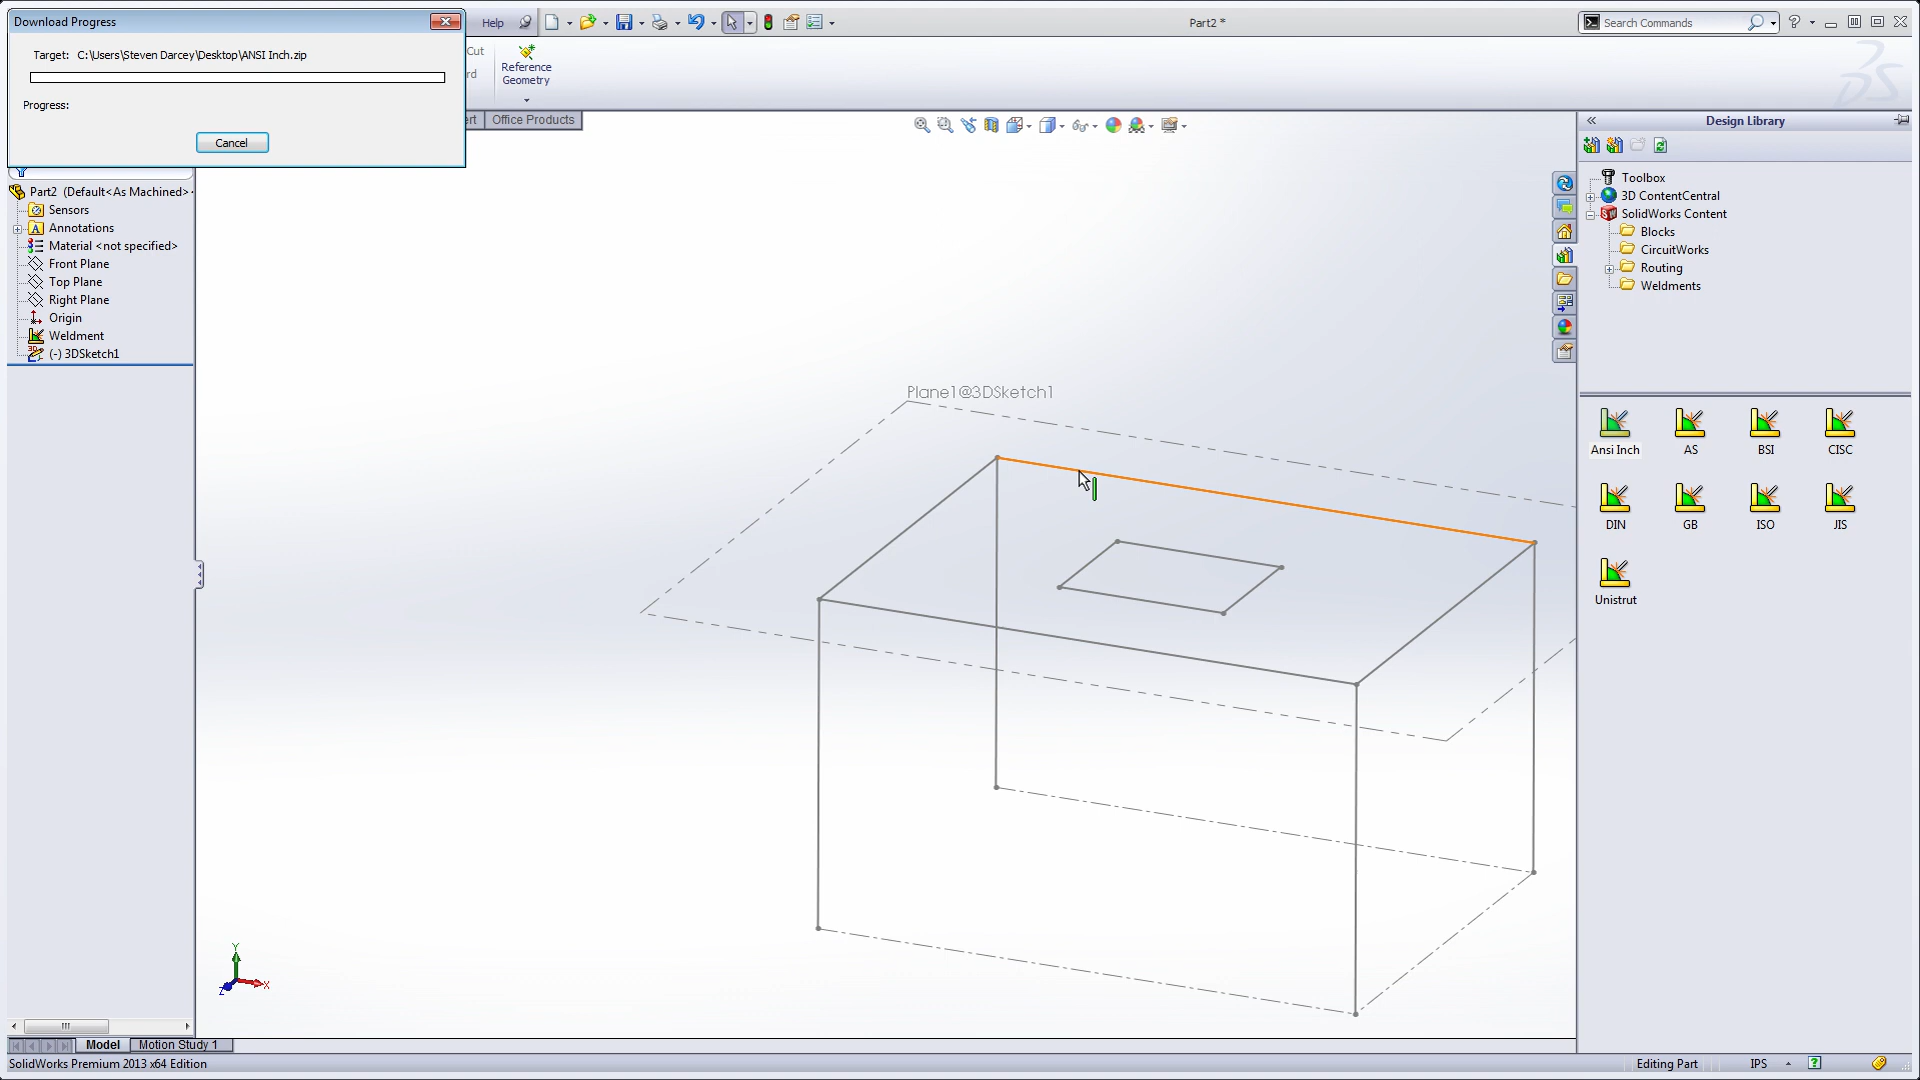 Download Progress
Target: C:\Users\Steven Darcey\Desktop\ANSI Inch.zip
Progress:
Cancel
Help
Part2 *
Search Commands
Cut
rd
Reference
Geometry
ert
Office Products
Part2 (Default<As Machined>
Sensors
Annotations
Material <not specified>
Front Plane
Top Plane
Right Plane
Origin
Weldment
(-) 3DSketch1
Plane1@3DSketch1
Y
X
Z
Design Library
Toolbox
3D ContentCentral
SolidWorks Content
Blocks
CircuitWorks
Routing
Weldments
Ansi Inch
AS
BSI
CISC
DIN
GB
ISO
JIS
Unistrut
Model
Motion Study 1
SolidWorks Premium 2013 x64 Edition
Editing Part
IPS